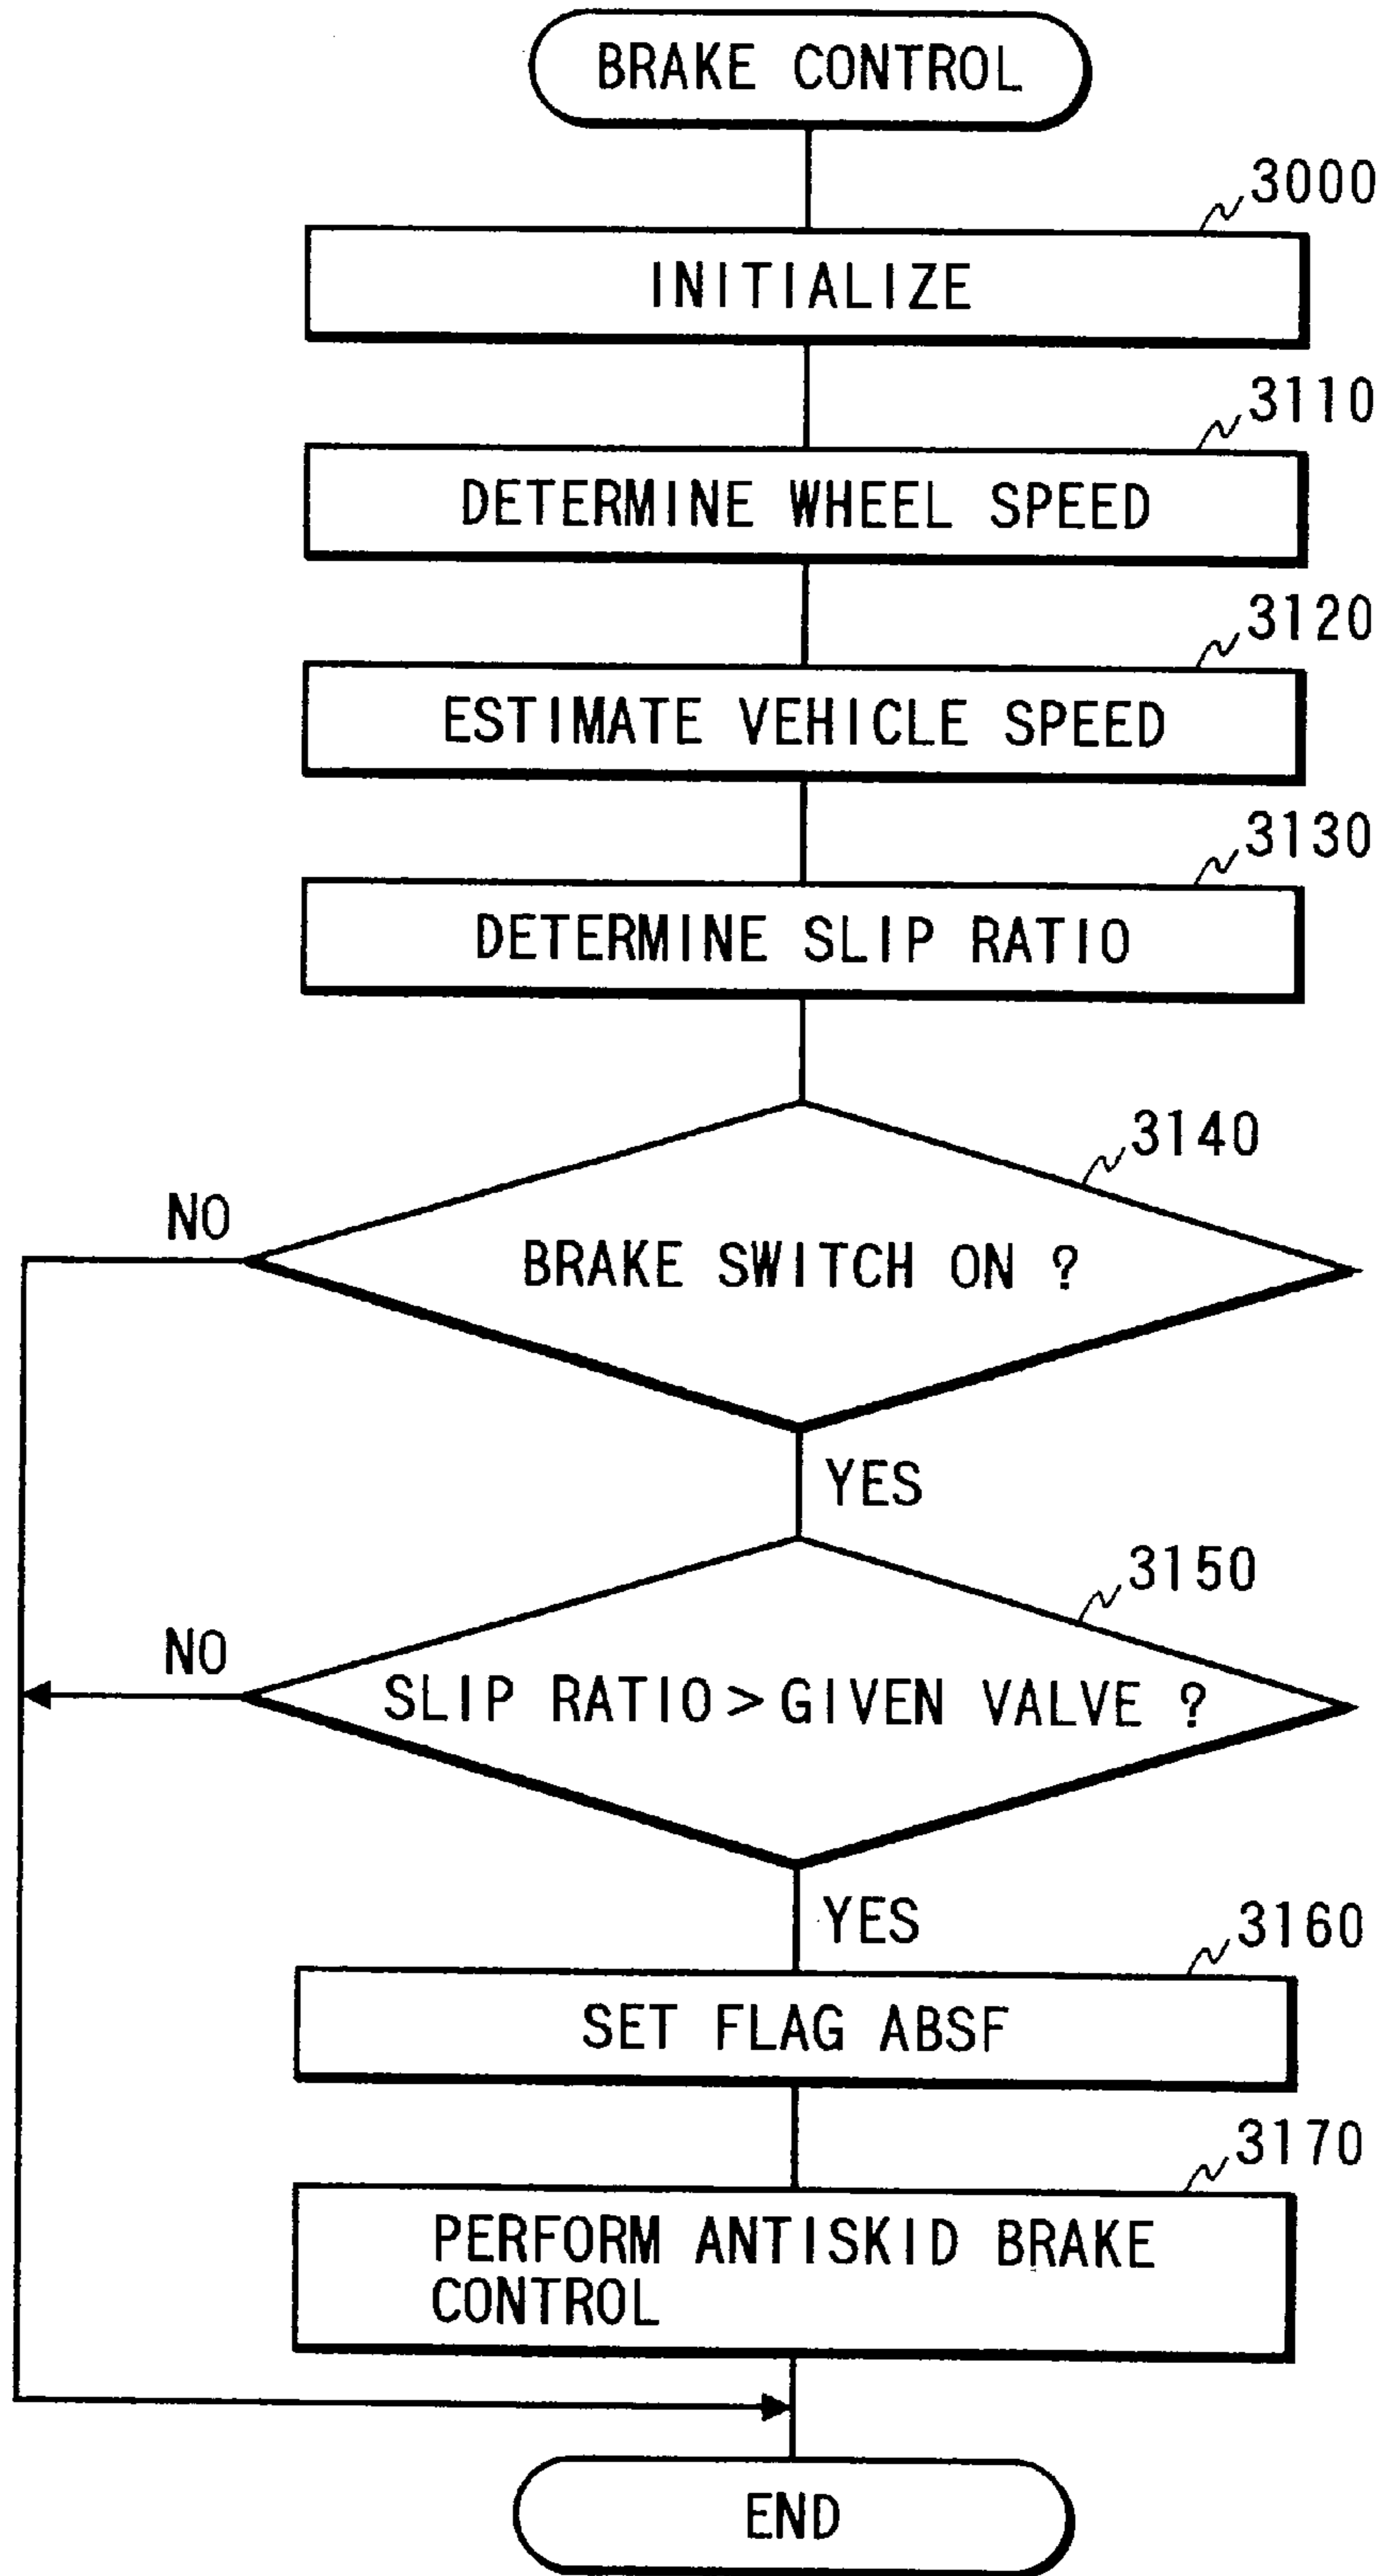 BRAKE CONTROL
3000
INITIALIZE
3110
DETERMINE WHEEL SPEED
3120
ESTIMATE VEHICLE SPEED
3130
DETERMINE SLIP RATIO
3140
NO
BRAKE SWITCH ON ?
YES
3150
NO
SLIP RATIO > GIVEN VALVE ?
YES
3160
SET FLAG ABSF
3170
PERFORM ANTISKID BRAKE
CONTROL
END